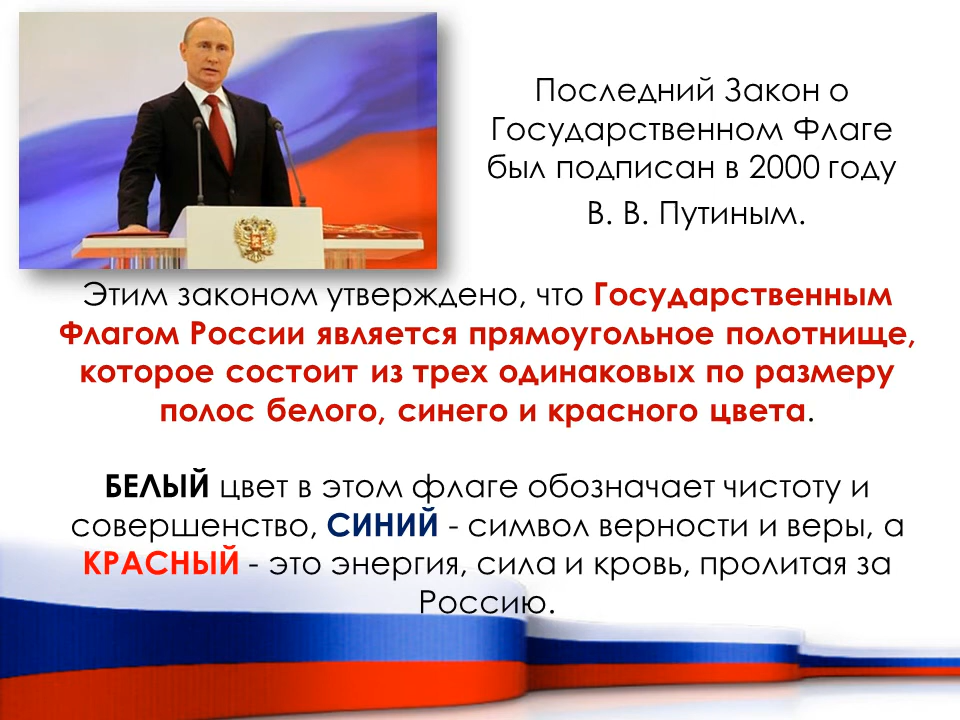 Последний Закон о
Государственном Флаге
был подписан в 2000 году
В. В. Путиным.
Этим законом утверждено, что Государственным
Флагом России является прямоугольное полотнище,
которое состоит из трех одинаковых по размеру
полос белого, синего и красного цвета.
БЕЛЫЙ цвет в этом флаге обозначает чистоту и
совершенство, СИНИЙ - символ верности и веры, а
КРАСНЫЙ - это энергия, сила и кровь, пролитая за
Россию.